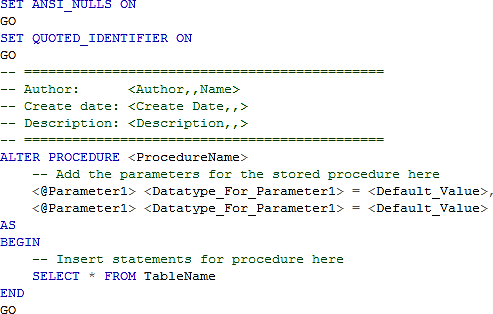 SET ANSI_NULLS ON
GO
SET QUOTED_IDENTIFIER ON
GO
-- =============================================
-- Author:      <Author,,Name>
-- Create date: <Create Date,,>
-- Description: <Description,,>
-- =============================================
ALTER PROCEDURE <ProcedureName>
    -- Add the parameters for the stored procedure here
    <@Parameter1> <Datatype_For_Parameter1> = <Default_Value>,
    <@Parameter1> <Datatype_For_Parameter1> = <Default_Value>
AS
BEGIN
    -- Insert statements for procedure here
    SELECT * FROM TableName
END
GO